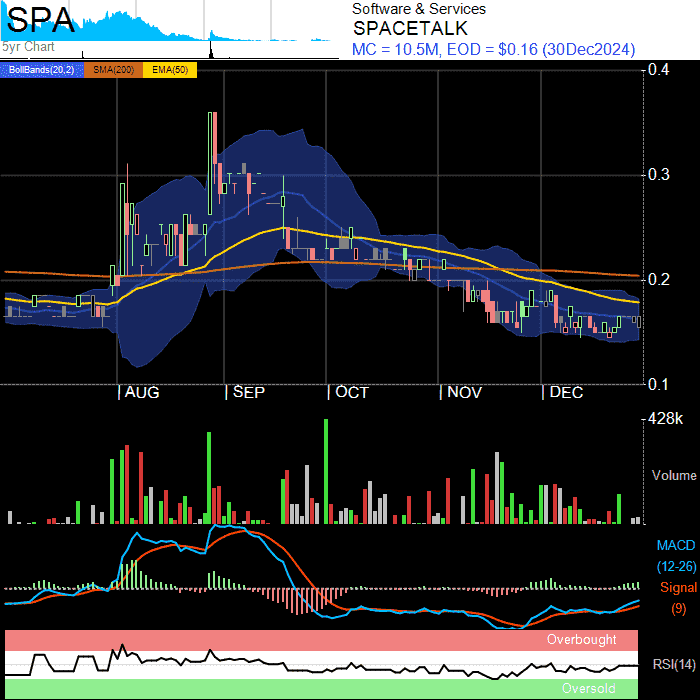 SPA
5yr Chart
Software & Services
SPACETALK
MC = 10.5M, EOD = $0.16 (30Dec2024)
BollBands(20,2) SMA(200) EMA(50)
0.4
0.3
0.2
0.1
AUG SEP OCT NOV DEC
428k
Volume
MACD
(12-26)
Signal
(9)
Overbought
RSI(14)
Oversold